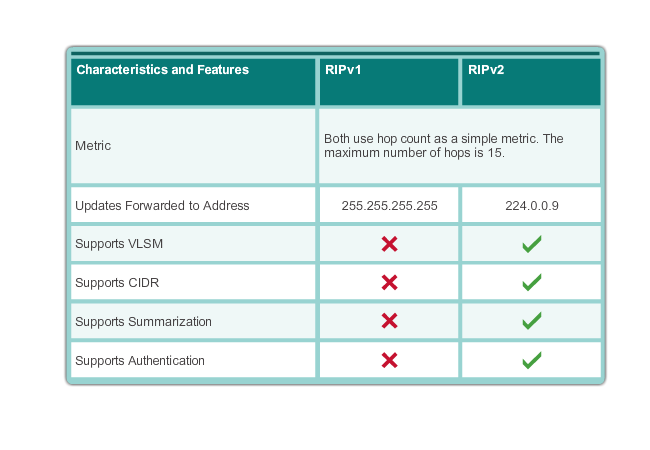 Characteristics and Features RIPv1 RIPv2
Metric
Both use hop count as a simple metric. The
maximum number of hops is 15.
Updates Forwarded to Address 255.255.255.255 224.0.0.9
Supports VLSM
Supports CIDR
Supports Summarization
Supports Authentication